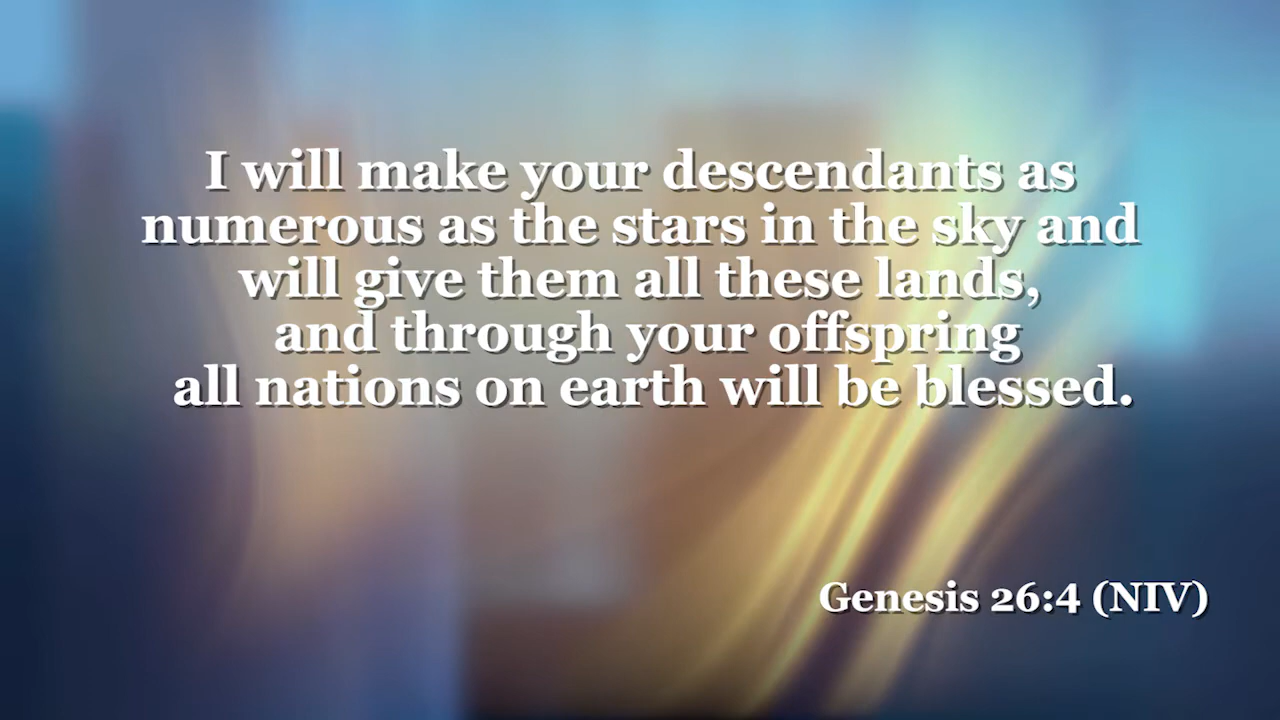 I will make your descendants as
numerous as the stars in the sky and
will give them all these lands,
and through your offspring
all nations on earth will be blessed.
Genesis 26:4 (NIV)